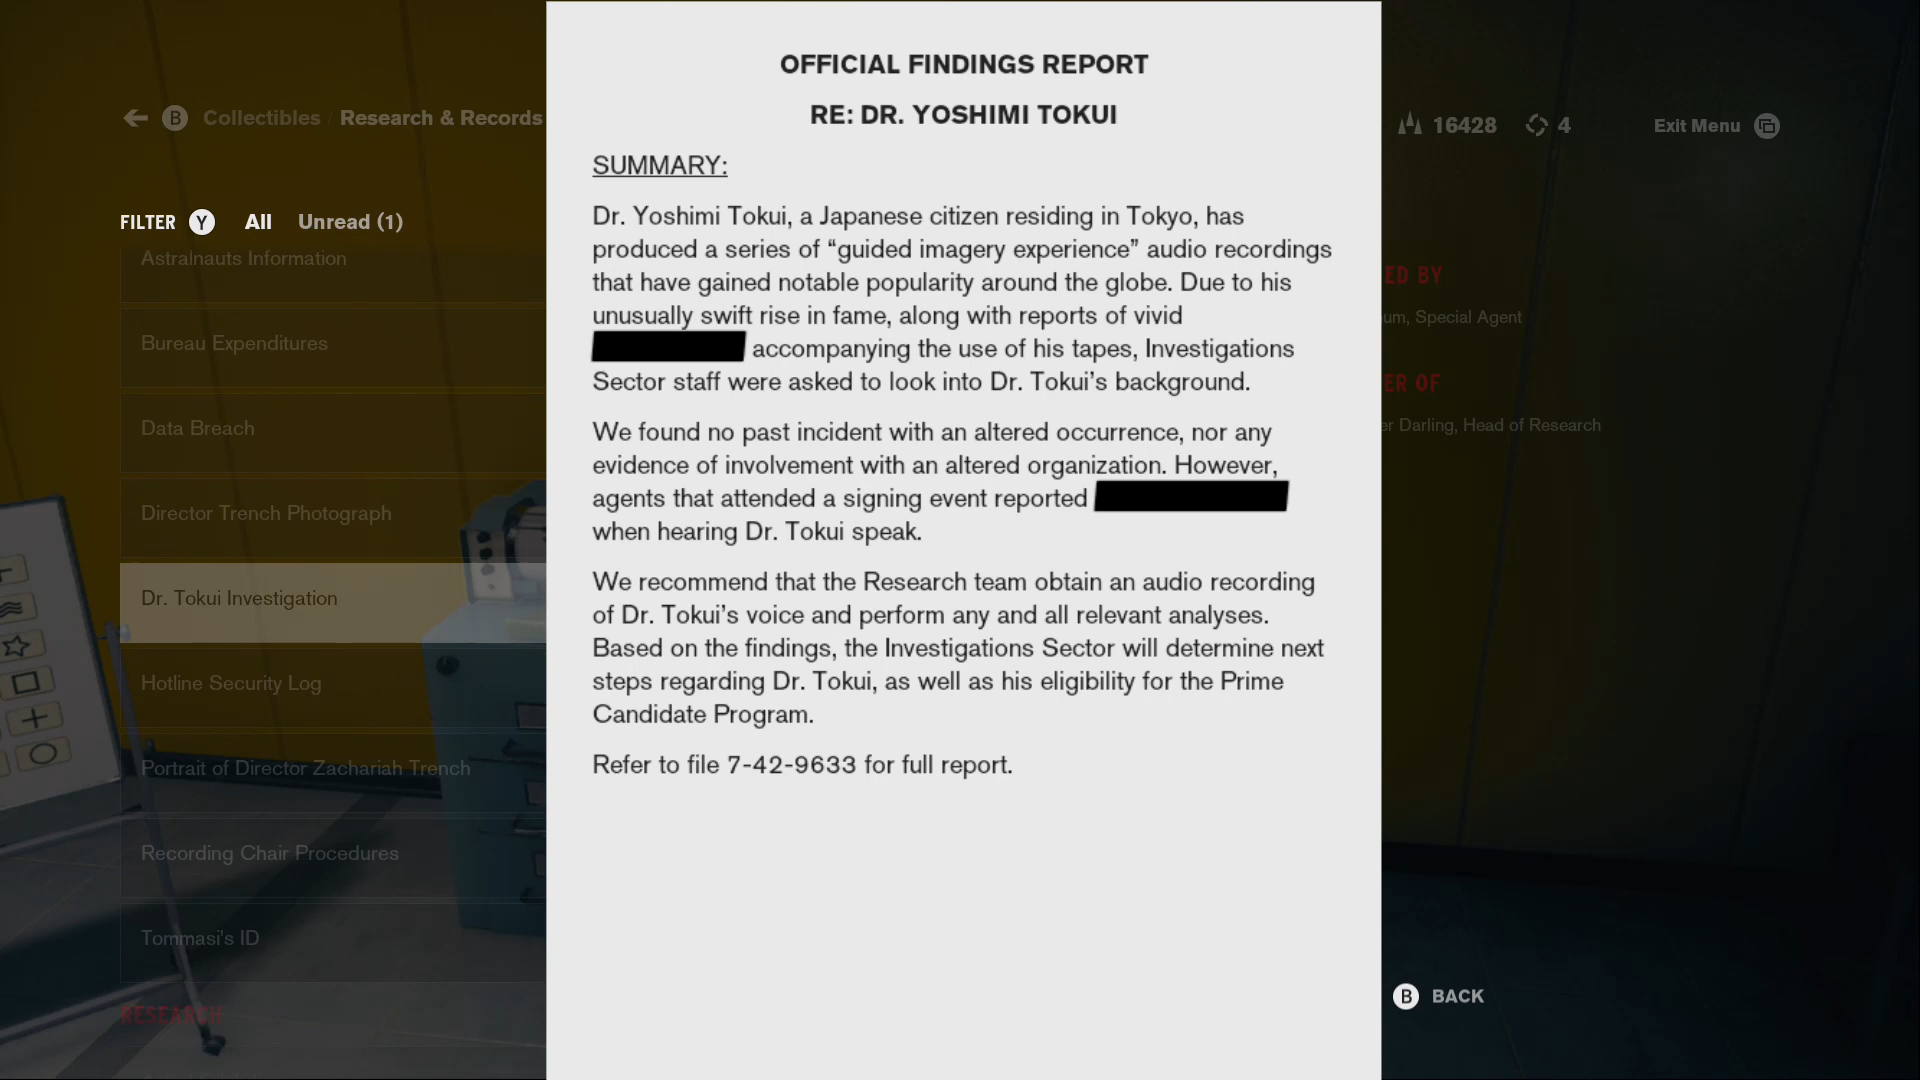 OFFICIAL FINDINGS REPORT
RE: DR. YOSHIMI TOKUI
SUMMARY:
Dr. Yoshimi Tokui, a Japanese citizen residing in Tokyo, has
produced a series of “guided imagery experience” audio recordings
that have gained notable popularity around the globe. Due to his
unusually swift rise in fame, along with reports of vivid
accompanying the use of his tapes, Investigations
Sector staff were asked to look into Dr. Tokui’s background.
We found no past incident with an altered occurrence, nor any
evidence of involvement with an altered organization. However,
agents that attended a signing event reported
when hearing Dr. Tokui speak.
We recommend that the Research team obtain an audio recording
of Dr. Tokui’s voice and perform any and all relevant analyses.
Based on the findings, the Investigations Sector will determine next
steps regarding Dr. Tokui, as well as his eligibility for the Prime
Candidate Program.
Refer to file 7-42-9633 for full report.
B Collectibles / Research & Records
FILTER Y All Unread (1)
Astralnauts Information
Bureau Expenditures
Data Breach
Director Trench Photograph
Dr. Tokui Investigation
Hotline Security Log
Portrait of Director Zachariah Trench
Recording Chair Procedures
Tommasi's ID
RESEARCH
16428 4 Exit Menu
ED BY
um, Special Agent
ER OF
er Darling, Head of Research
B BACK